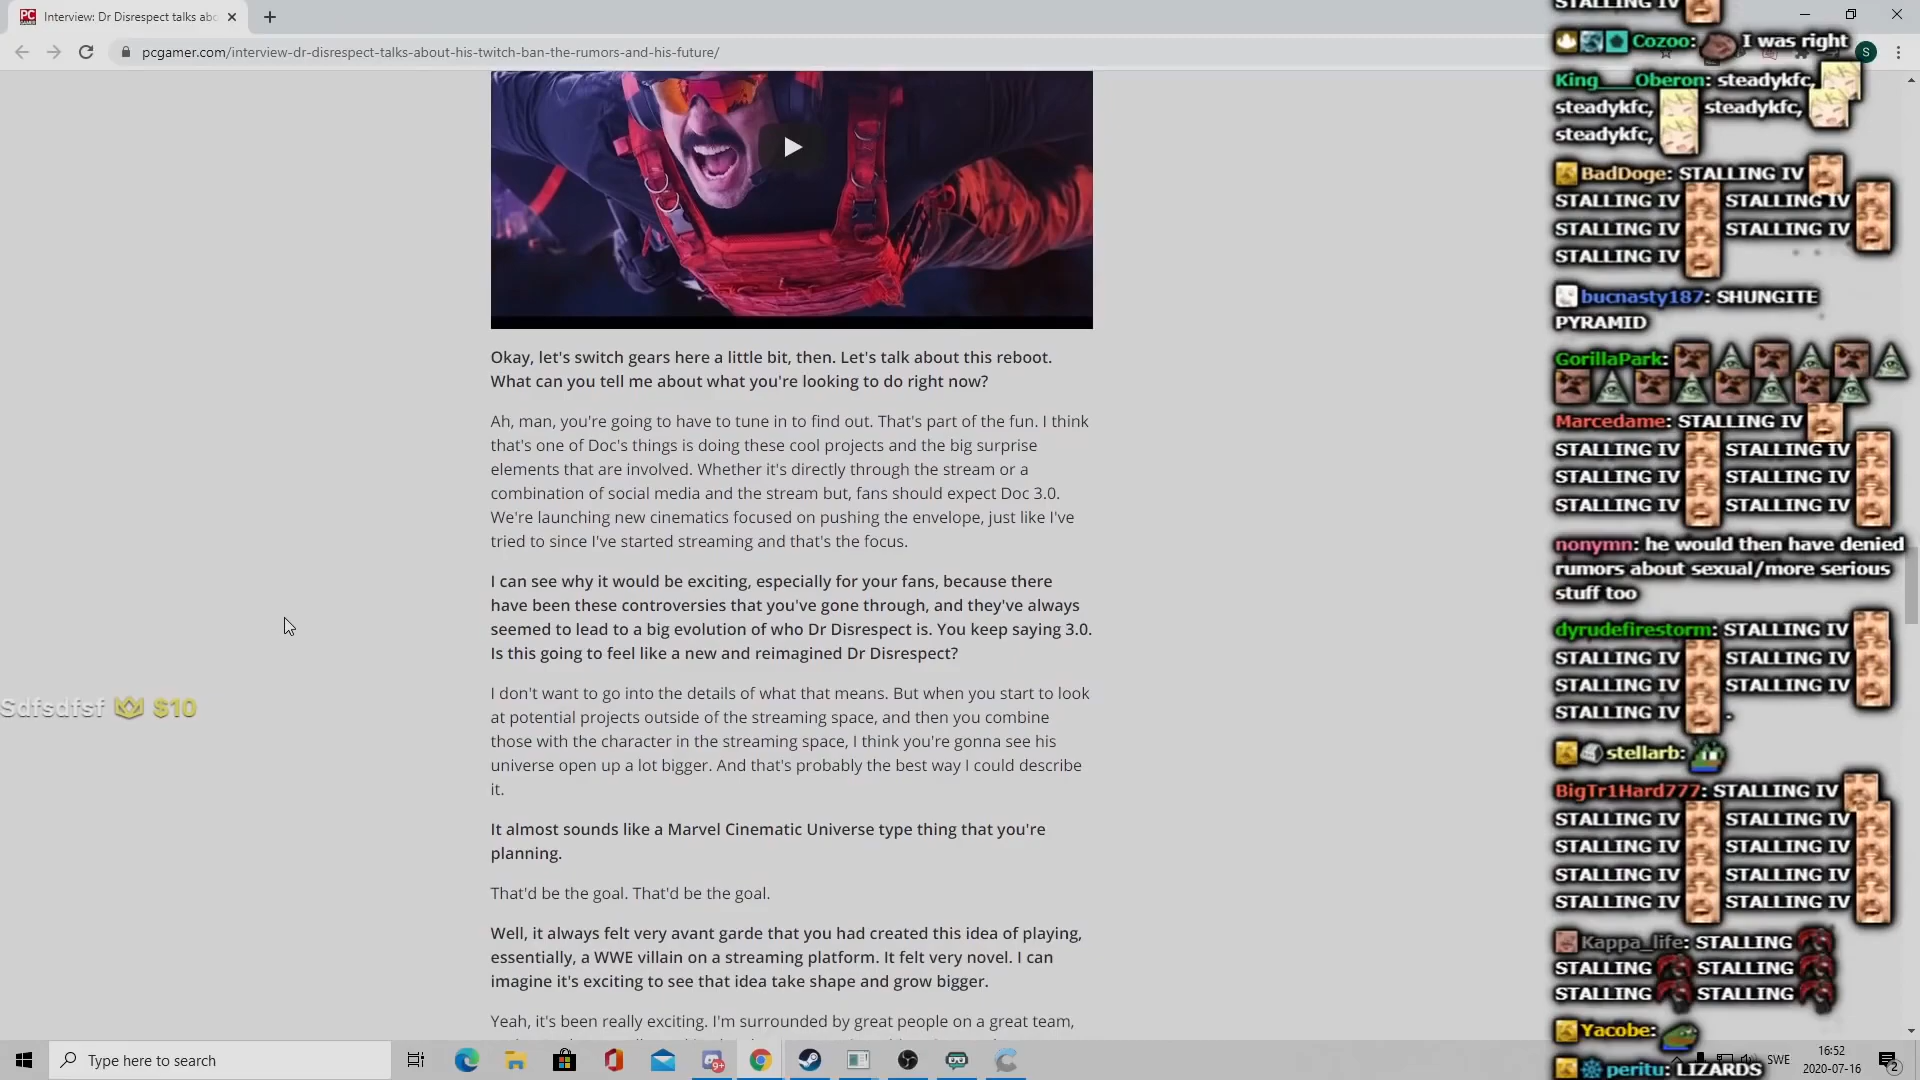 Interview: Dr Disrespect talks abo
pcgamer.com/interview-dr-disrespect-talks-about-his-twitch-ban-the-rumors-and-his-future/
S
Okay, let's switch gears here a little bit, then. Let's talk about this reboot.
What can you tell me about what you're looking to do right now?
Ah, man, you're going to have to tune in to find out. That's part of the fun. I think
that's one of Doc's things is doing these cool projects and the big surprise
elements that are involved. Whether it's directly through the stream or a
combination of social media and the stream but, fans should expect Doc 3.0.
We're launching new cinematics focused on pushing the envelope, just like I've
tried to since I've started streaming and that's the focus.
I can see why it would be exciting, especially for your fans, because there
have been these controversies that you've gone through, and they've always
seemed to lead to a big evolution of who Dr Disrespect is. You keep saying 3.0.
Is this going to feel like a new and reimagined Dr Disrespect?
I don't want to go into the details of what that means. But when you start to look
at potential projects outside of the streaming space, and then you combine
those with the character in the streaming space, I think you're gonna see his
universe open up a lot bigger. And that's probably the best way I could describe
it.
It almost sounds like a Marvel Cinematic Universe type thing that you're
planning.
That'd be the goal. That'd be the goal.
Well, it always felt very avant garde that you had created this idea of playing,
essentially, a WWE villain on a streaming platform. It felt very novel. I can
imagine it's exciting to see that idea take shape and grow bigger.
Yeah, it's been really exciting. I'm surrounded by great people on a great team,
Sdfsdfsf $10
STALLING IV
Cozoo: I was right
King___Oberon: steadykfc,
steadykfc, steadykfc,
steadykfc,
BadDoge: STALLING IV
STALLING IV STALLING IV
STALLING IV STALLING IV
STALLING IV
bucnasty187: SHUNGITE
PYRAMID
GorillaPark:
Marcedame: STALLING IV
STALLING IV STALLING IV
STALLING IV STALLING IV
STALLING IV STALLING IV
nonymn: he would then have denied
rumors about sexual/more serious
stuff too
dyrudefirestorm: STALLING IV
STALLING IV STALLING IV
STALLING IV STALLING IV
STALLING IV .
stellarb:
BigTr1Hard777: STALLING IV
STALLING IV STALLING IV
STALLING IV STALLING IV
STALLING IV STALLING IV
STALLING IV STALLING IV
Kappa_life: STALLING
STALLING STALLING
STALLING STALLING
Yacobe:
peritu: LIZARDS
Type here to search
9+
SWE
16:52
2020-07-16
2